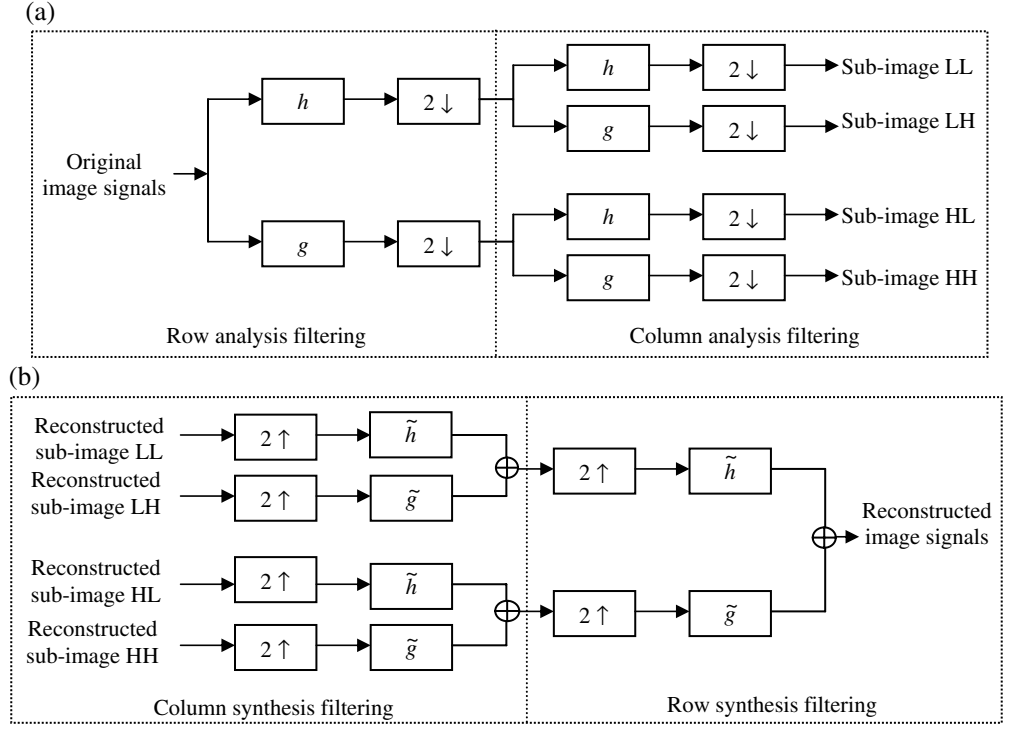 (a)
h
2 ↓
Sub-image LL
h
2 ↓
g
2 ↓
Sub-image LH
Original
image signals
h
2 ↓
Sub-image HL
g
2 ↓
g
2 ↓
Sub-image HH
Row analysis filtering
Column analysis filtering
(b)
Reconstructed
sub-image LL
2 ↑
h̃
Reconstructed
sub-image LH
2 ↑
g̃
2 ↑
h̃
Reconstructed
image signals
Reconstructed
sub-image HL
2 ↑
h̃
Reconstructed
sub-image HH
2 ↑
g̃
2 ↑
g̃
Column synthesis filtering
Row synthesis filtering